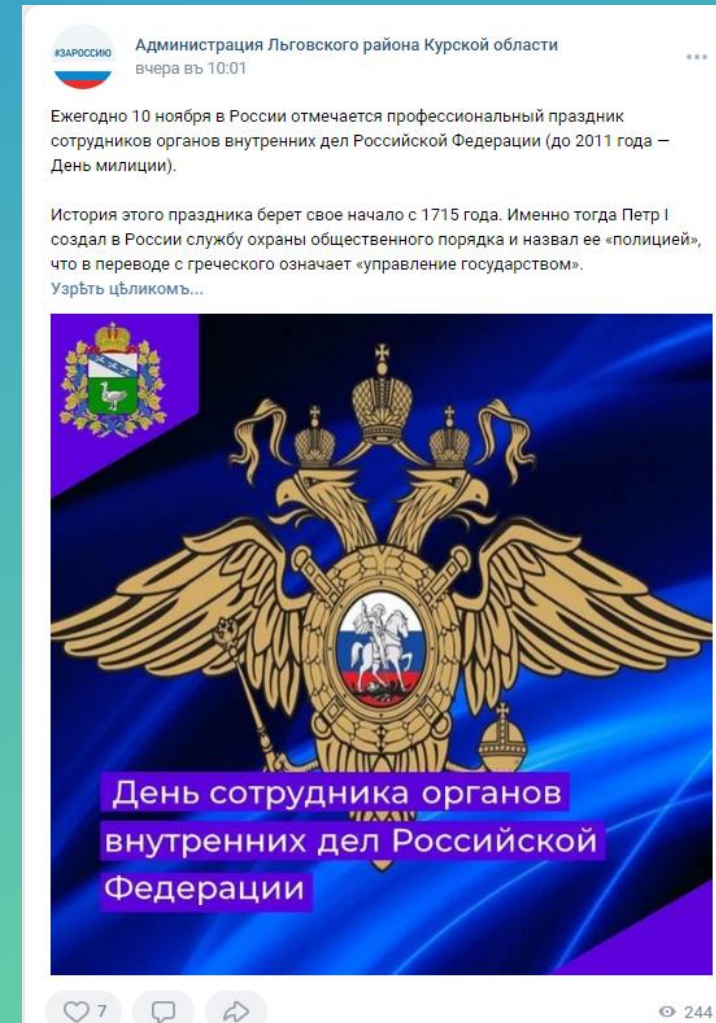 #ЗАРОССИЮ
Администрация Льговского района Курской области
вчера въ 10:01
Ежегодно 10 ноября в России отмечается профессиональный праздник
сотрудников органов внутренних дел Российской Федерации (до 2011 года —
День милиции).
История этого праздника берет свое начало с 1715 года. Именно тогда Петр I
создал в России службу охраны общественного порядка и назвал ее «полицией»,
что в переводе с греческого означает «управление государством».
Узрѣть цѣликомъ...
День сотрудника органов
внутренних дел Российской
Федерации
7
244